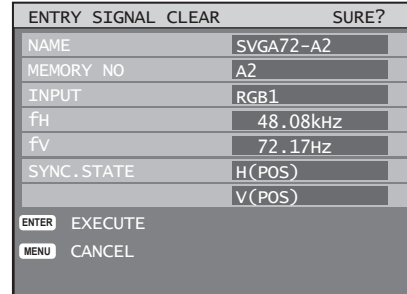 ENTRY SIGNAL CLEAR SURE?
NAME SVGA72-A2
MEMORY NO A2
INPUT RGB1
fH 48.08kHz
fV 72.17Hz
SYNC.STATE H(POS)
V(POS)
ENTER EXECUTE
MENU CANCEL